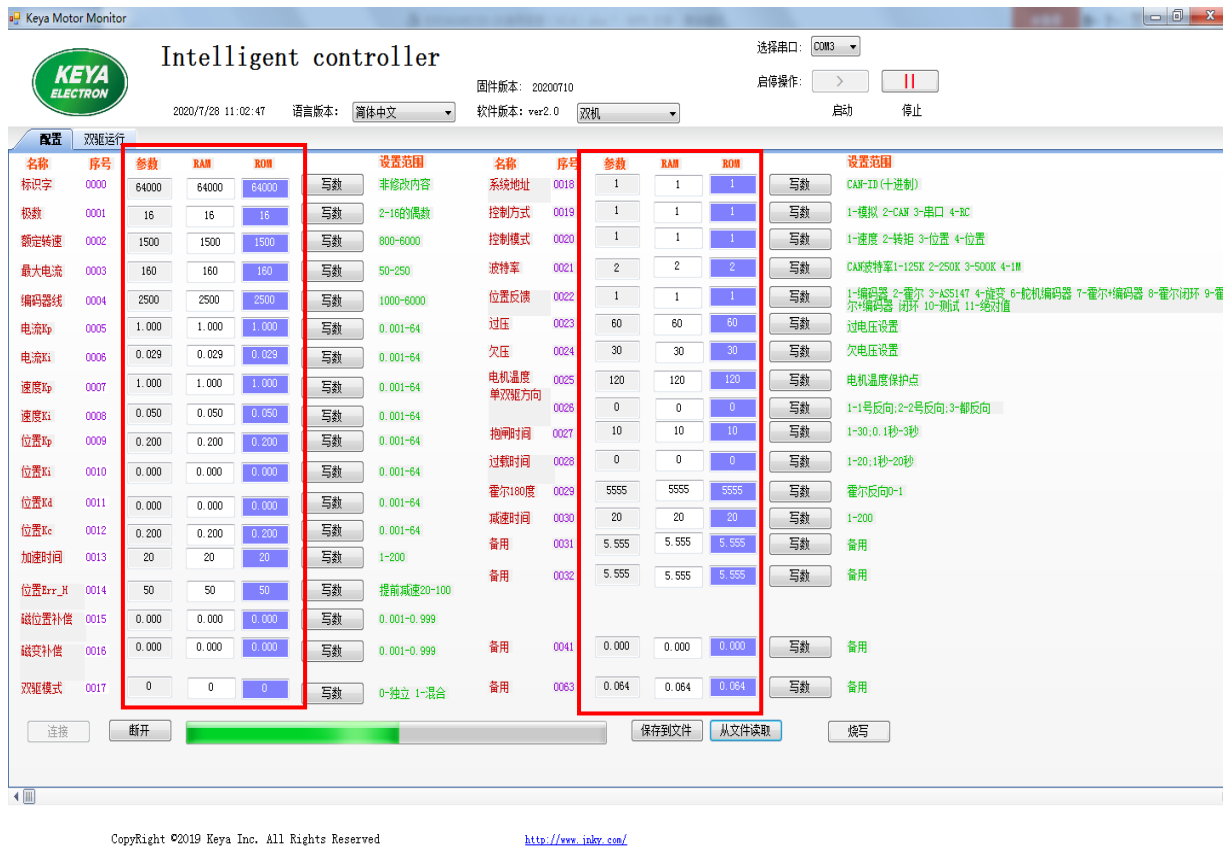 Keya Motor Monitor
KEYA
ELECTRON
Intelligent controller
选择串口: COM3
固件版本: 20200710
启停操作: >
2020/7/28 11:02:47 语言版本: 简体中文 软件版本: ver2.0 双机 启动 停止
配置 双驱运行
名称 序号 参数 RAM ROM 设置范围 名称 序号 参数 RAM ROM 设置范围
标识字 0000 64000 64000 64000 写数 非修改内容 系统地址 0018 1 1 1 写数 CAN-ID(十进制)
极数 0001 16 16 16 写数 2-16的偶数 控制方式 0019 1 1 1 写数 1-模拟 2-CAN 3-串口 4-RC
额定转速 0002 1500 1500 1500 写数 800-6000 控制模式 0020 1 1 1 写数 1-速度 2-转矩 3-位置 4-位置
最大电流 0003 160 160 160 写数 50-250 波特率 0021 2 2 2 写数 CAN波特率1-125K 2-250K 3-500K 4-1M
编码器线 0004 2500 2500 2500 写数 1000-6000 位置反馈 0022 1 1 1 写数 1-编码器 2-霍尔 3-AS5147 4-旋变 6-舵机编码器 7-霍尔+编码器 8-霍尔闭环 9-霍
尔+编码器 闭环 10-测试 11-绝对值
电流Kp 0005 1.000 1.000 1.000 写数 0.001-64 过压 0023 60 60 60 写数 过电压设置
电流Ki 0006 0.029 0.029 0.029 写数 0.001-64 欠压 0024 30 30 30 写数 欠电压设置
速度Kp 0007 1.000 1.000 1.000 写数 0.001-64 电机温度 0025 120 120 120 写数 电机温度保护点
速度Ki 0008 0.050 0.050 0.050 写数 0.001-64 单双驱方向 0026 0 0 0 写数 1-1号反向;2-2号反向;3-都反向
位置Kp 0009 0.200 0.200 0.200 写数 0.001-64 抱闸时间 0027 10 10 10 写数 1-30;0.1秒-3秒
位置Ki 0010 0.000 0.000 0.000 写数 0.001-64 过载时间 0028 0 0 0 写数 1-20;1秒-20秒
位置Kd 0011 0.000 0.000 0.000 写数 0.001-64 霍尔180度 0029 5555 5555 5555 写数 霍尔反向0-1
位置Kc 0012 0.200 0.200 0.200 写数 0.001-64 减速时间 0030 20 20 20 写数 1-200
加速时间 0013 20 20 20 写数 1-200 备用 0031 5.555 5.555 5.555 写数 备用
位置Err_H 0014 50 50 50 写数 提前减速20-100 备用 0032 5.555 5.555 5.555 写数 备用
磁位置补偿 0015 0.000 0.000 0.000 写数 0.001-0.999
磁变补偿 0016 0.000 0.000 0.000 写数 0.001-0.999 备用 0041 0.000 0.000 0.000 写数 备用
双驱模式 0017 0 0 0 写数 0-独立 1-混合 备用 0063 0.064 0.064 0.064 写数 备用
连接 断开 保存到文件 从文件读取 烧写
CopyRight ©2019 Keya Inc. All Rights Reserved http://www.jnky.com/